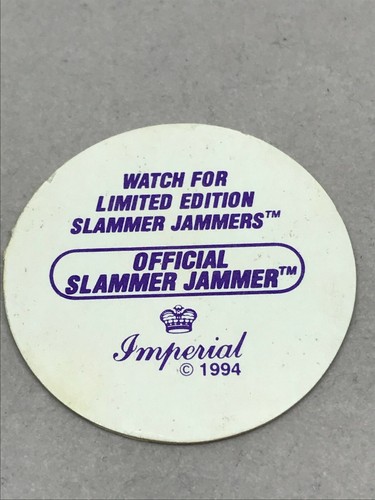 WATCH FOR
LIMITED EDITION
SLAMMER JAMMERS™
OFFICIAL
SLAMMER JAMMER™
Imperial
© 1994